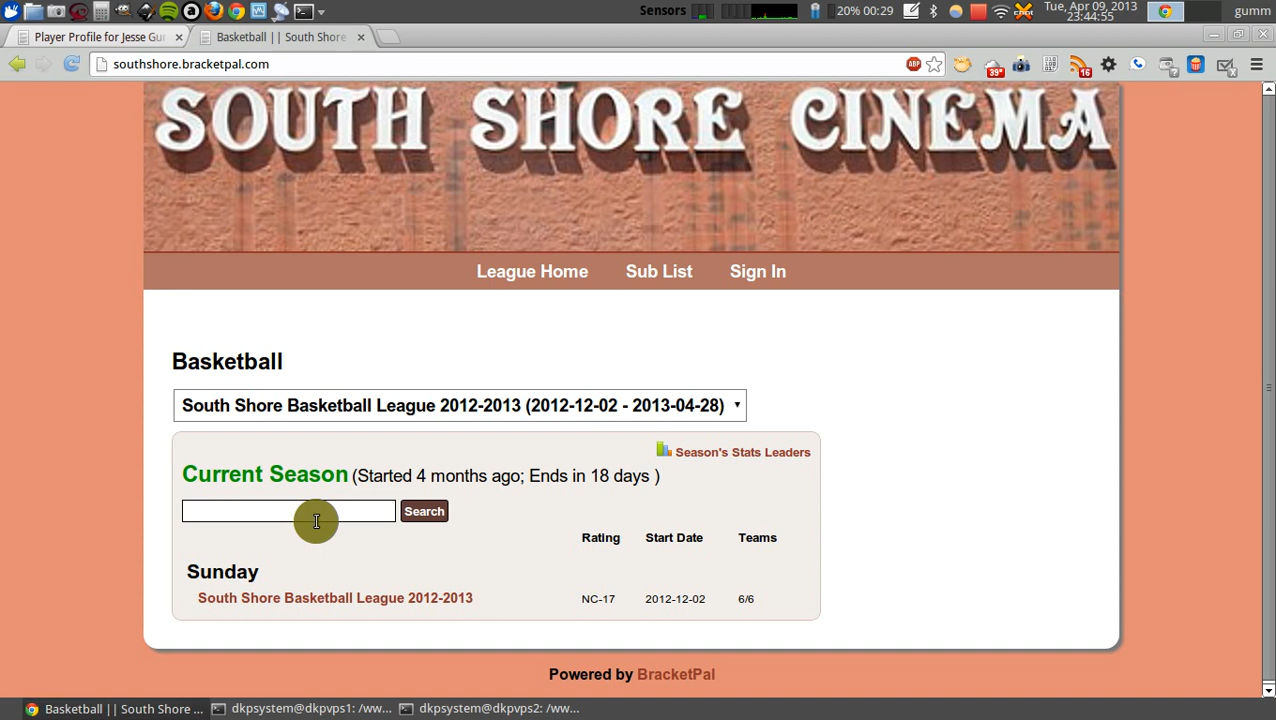 Sensors
20% 00:29
Tue, Apr 09, 2013
23:44:55
gumm
Player Profile for Jesse Gur
Basketball || South Shore
southshore.bracketpal.com
ABP
39°
16
SOUTH SHORE CINEMA
League Home
Sub List
Sign In
Basketball
South Shore Basketball League 2012-2013 (2012-12-02 - 2013-04-28)
Season's Stats Leaders
Current Season (Started 4 months ago; Ends in 18 days )
Search
Rating Start Date Teams
Sunday
South Shore Basketball League 2012-2013 NC-17 2012-12-02 6/6
Powered by BracketPal
Basketball || South Shore ...
dkpsystem@dkpvps1: /ww...
dkpsystem@dkpvps2: /ww...